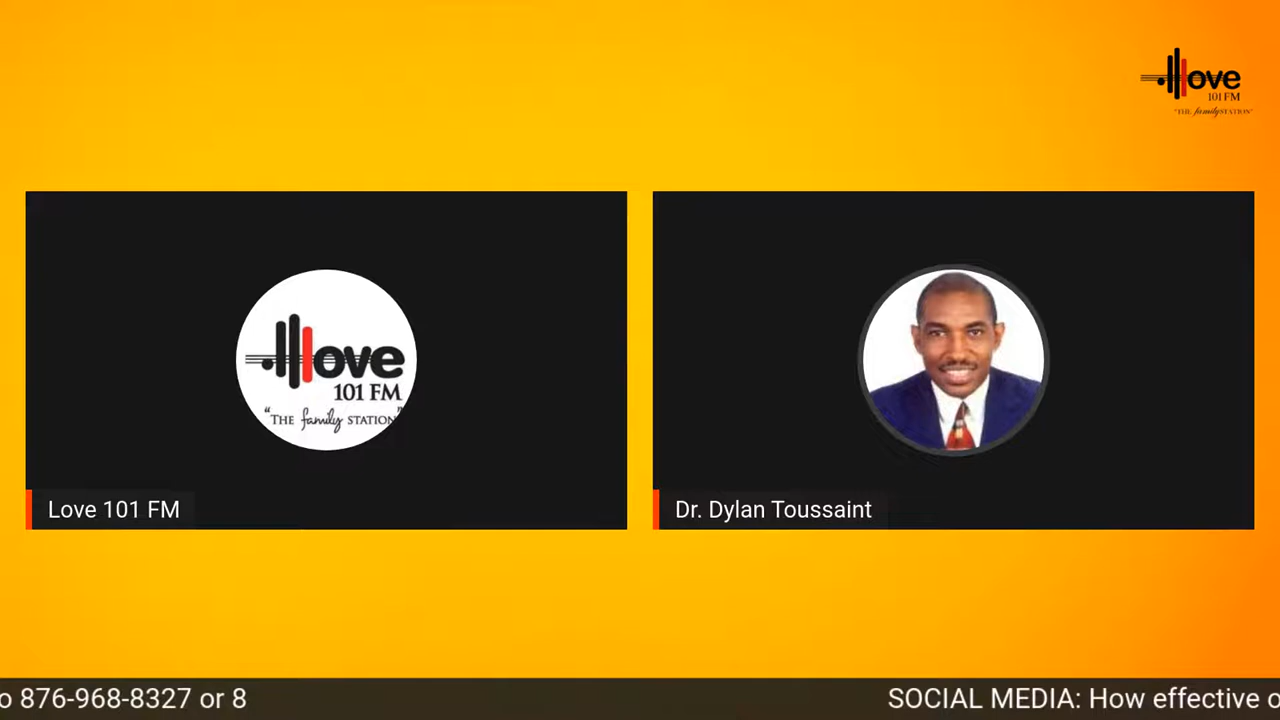 love
101 FM
"THE family STATION"
love
101 FM
"THE family STATION"
Love 101 FM
Dr. Dylan Toussaint
o 876-968-8327 or 8
SOCIAL MEDIA: How effective o